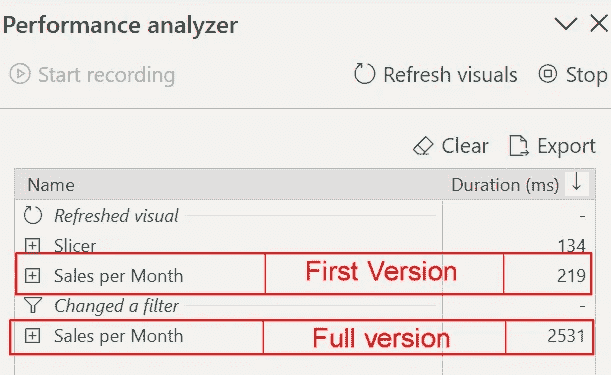 Performance analyzer
Start recording Refresh visuals Stop
Clear Export
Name Duration (ms)
Refreshed visual -
Slicer 134
Sales per Month First Version 219
Changed a filter -
Sales per Month Full version 2531